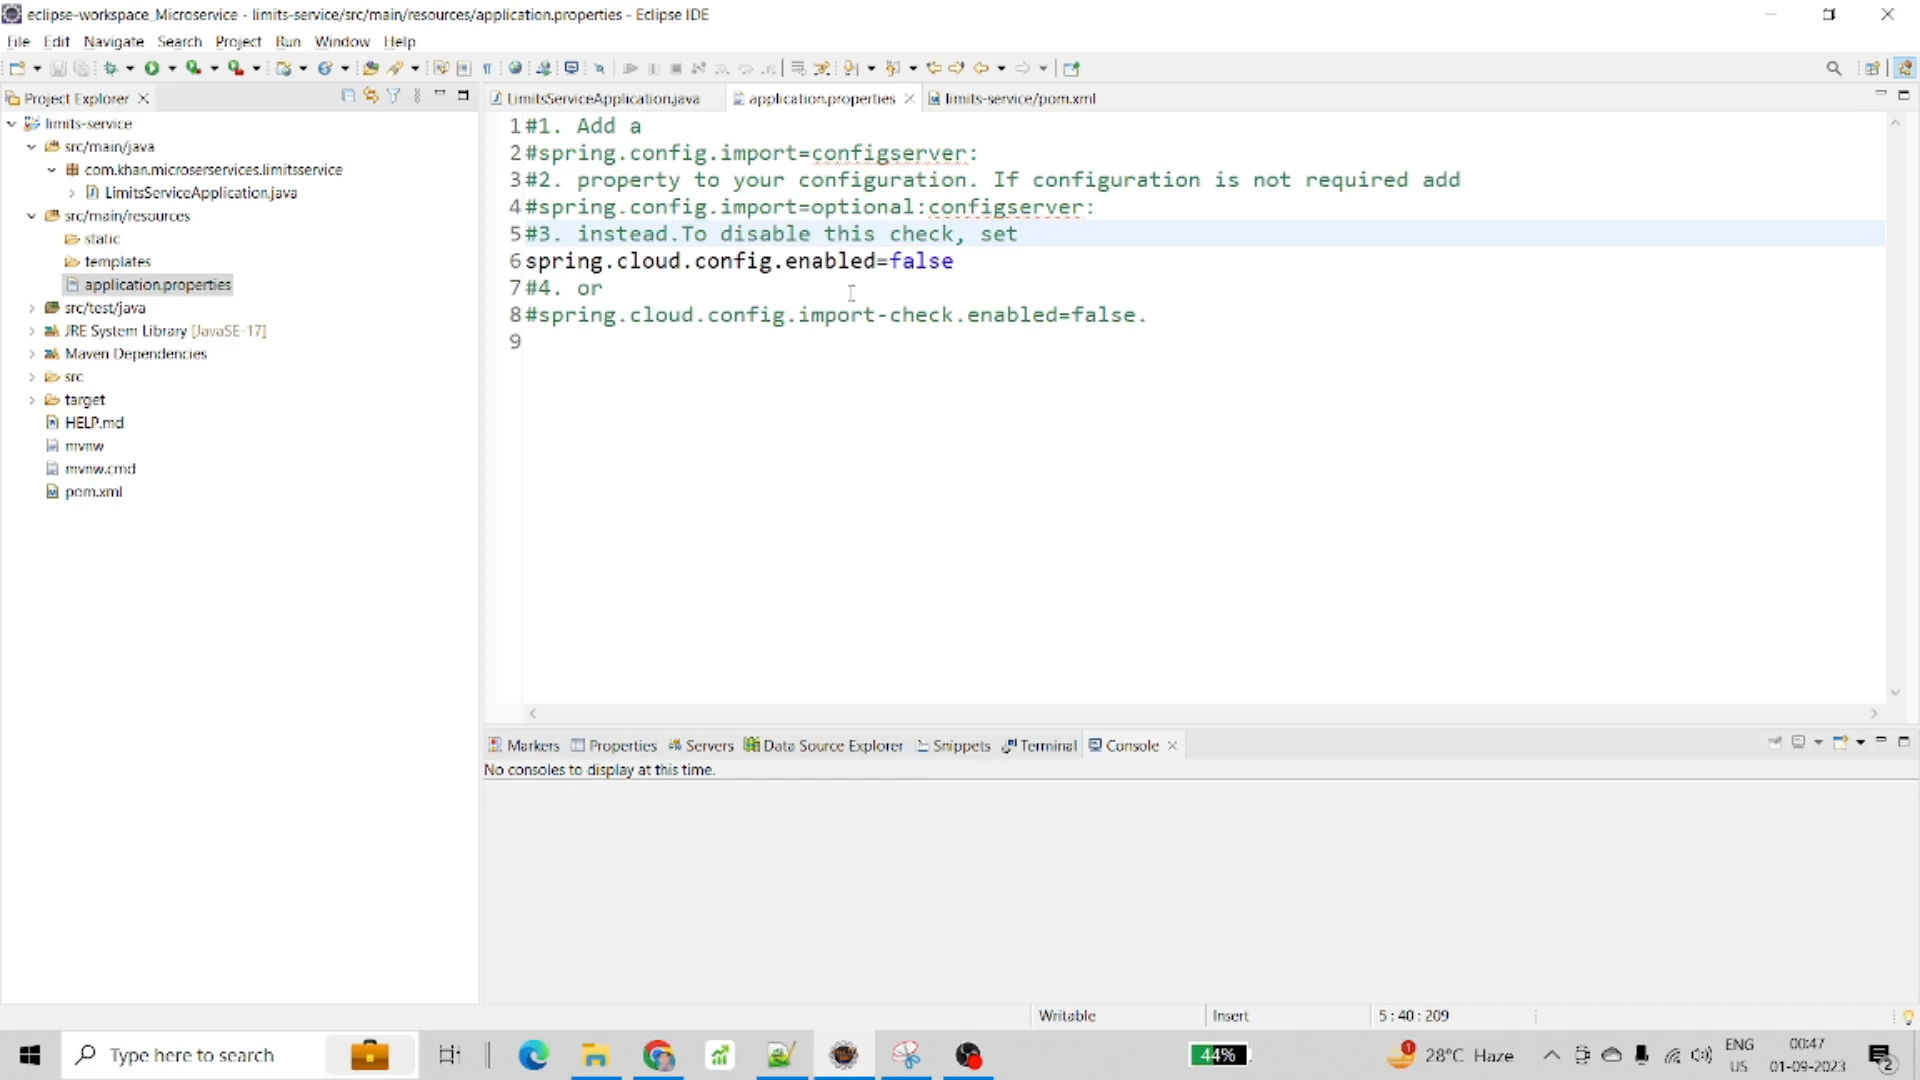 eclipse-workspace_Microservice - limits-service/src/main/resources/application.properties - Eclipse IDE
File Edit Navigate Search Project Run Window Help
Project Explorer
limits-service
src/main/java
com.khan.microserservices.limitsservice
LimitsServiceApplication.java
src/main/resources
static
templates
application.properties
src/test/java
JRE System Library [JavaSE-17]
Maven Dependencies
src
target
HELP.md
mvnw
mvnw.cmd
pom.xml
LimitsServiceApplication.java application.properties limits-service/pom.xml
1 #1. Add a
2 #spring.config.import=configserver:
3 #2. property to your configuration. If configuration is not required add
4 #spring.config.import=optional:configserver:
5 #3. instead.To disable this check, set
6 spring.cloud.config.enabled=false
7 #4. or
8 #spring.cloud.config.import-check.enabled=false.
9
Markers Properties Servers Data Source Explorer Snippets Terminal Console
No consoles to display at this time.
Writable Insert 5 : 40 : 209
Type here to search
44%
28°C Haze
ENG
US
00:47
01-09-2023
2